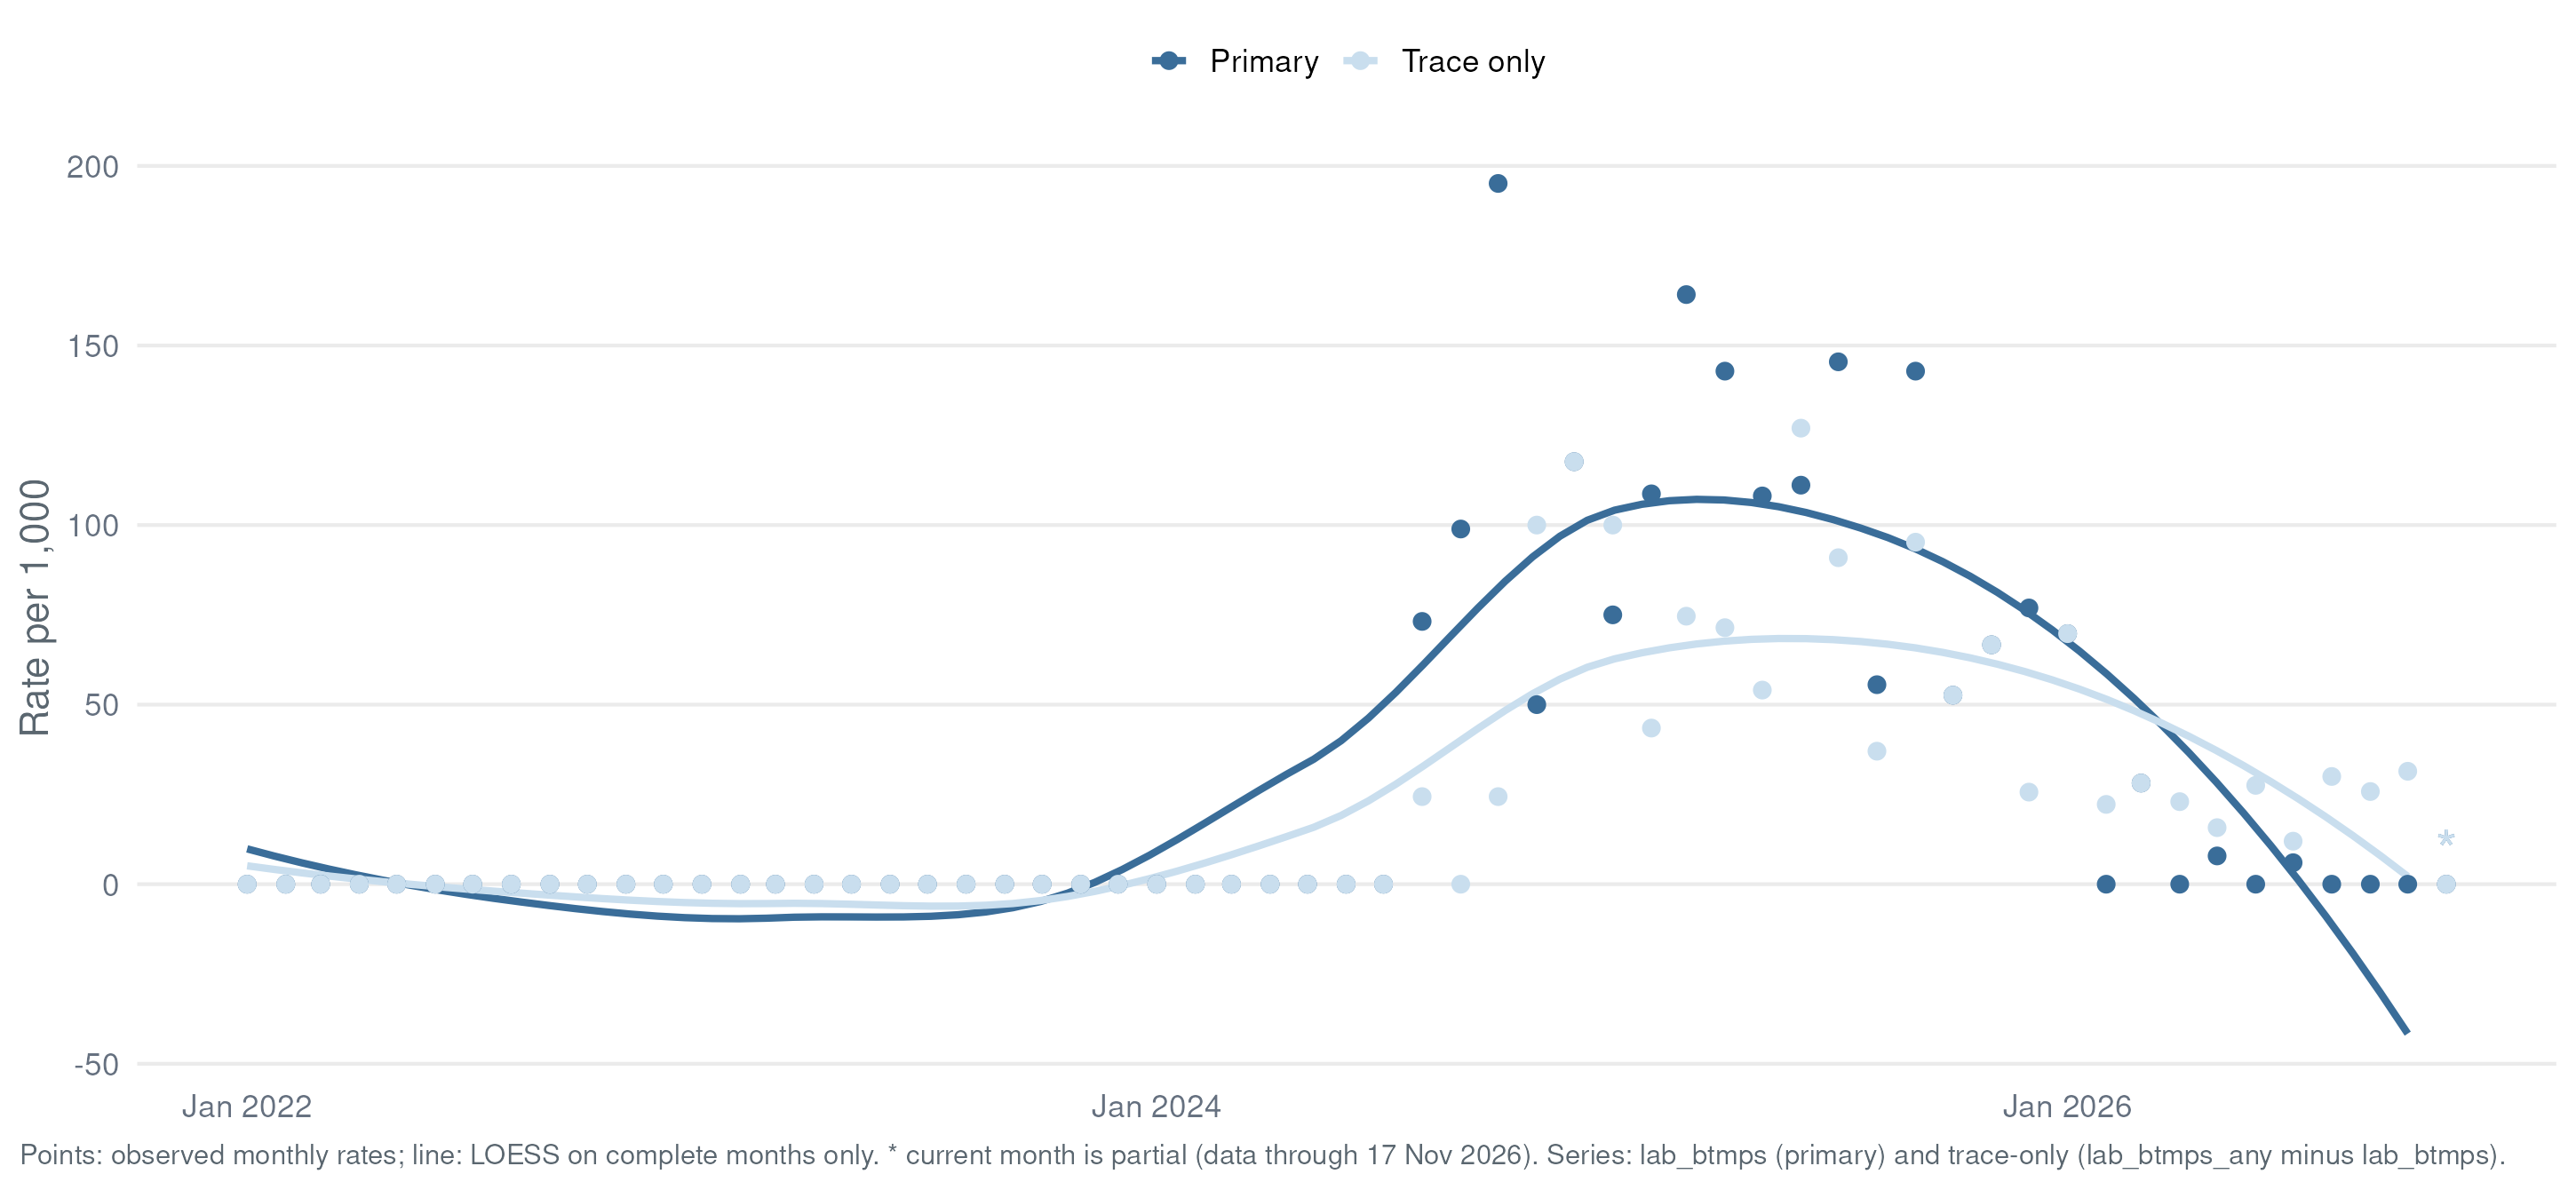 Primary Trace only
200
150
100
50
0
-50
Rate per 1,000
*
Jan 2022 Jan 2024 Jan 2026
Points: observed monthly rates; line: LOESS on complete months only. * current month is partial (data through 17 Nov 2026). Series: lab_btmps (primary) and trace-only (lab_btmps_any minus lab_btmps).